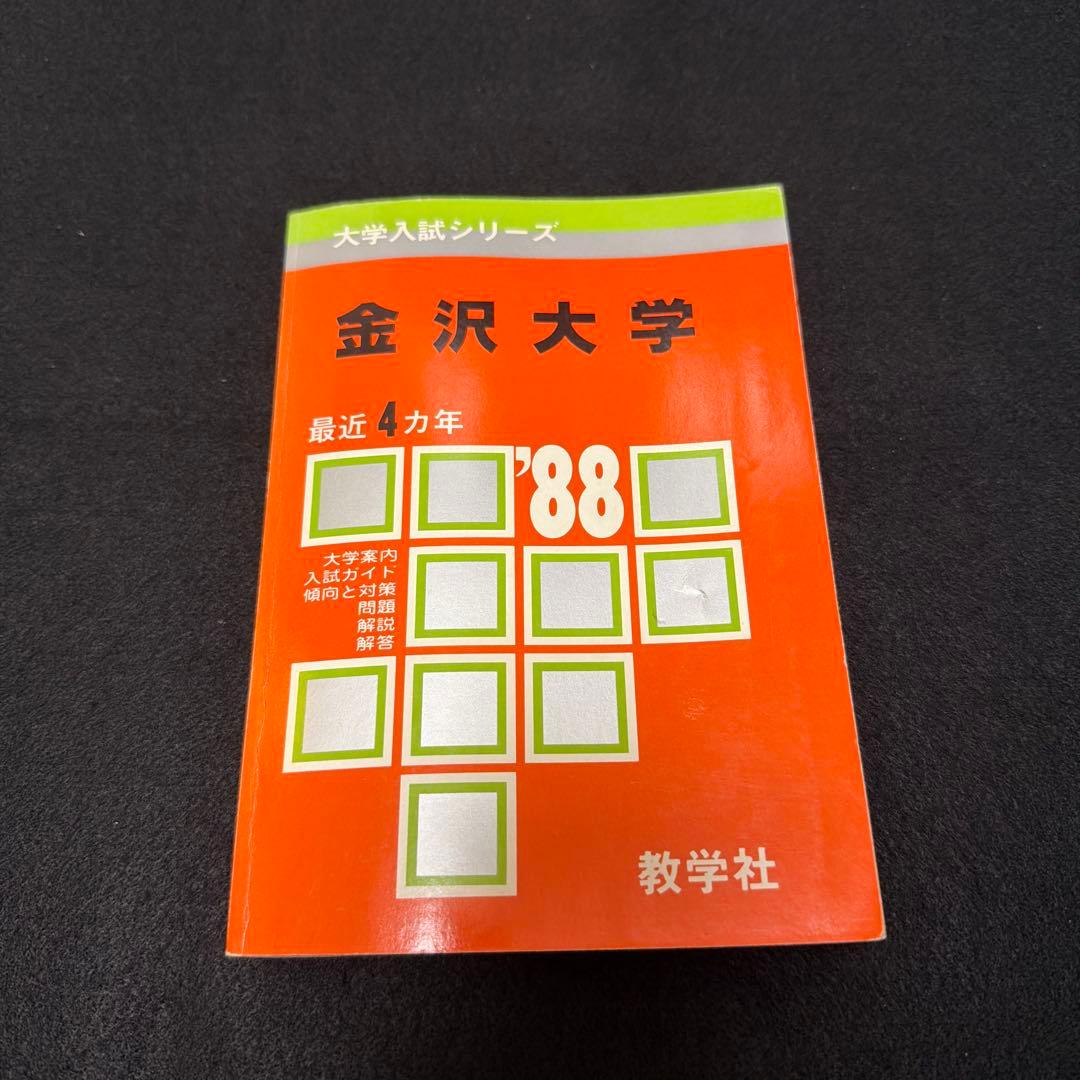 大学入試シリーズ
金沢大学
最近4カ年
'88
大学案内
入試ガイド
傾向と対策
問題
解説
解答
教学社